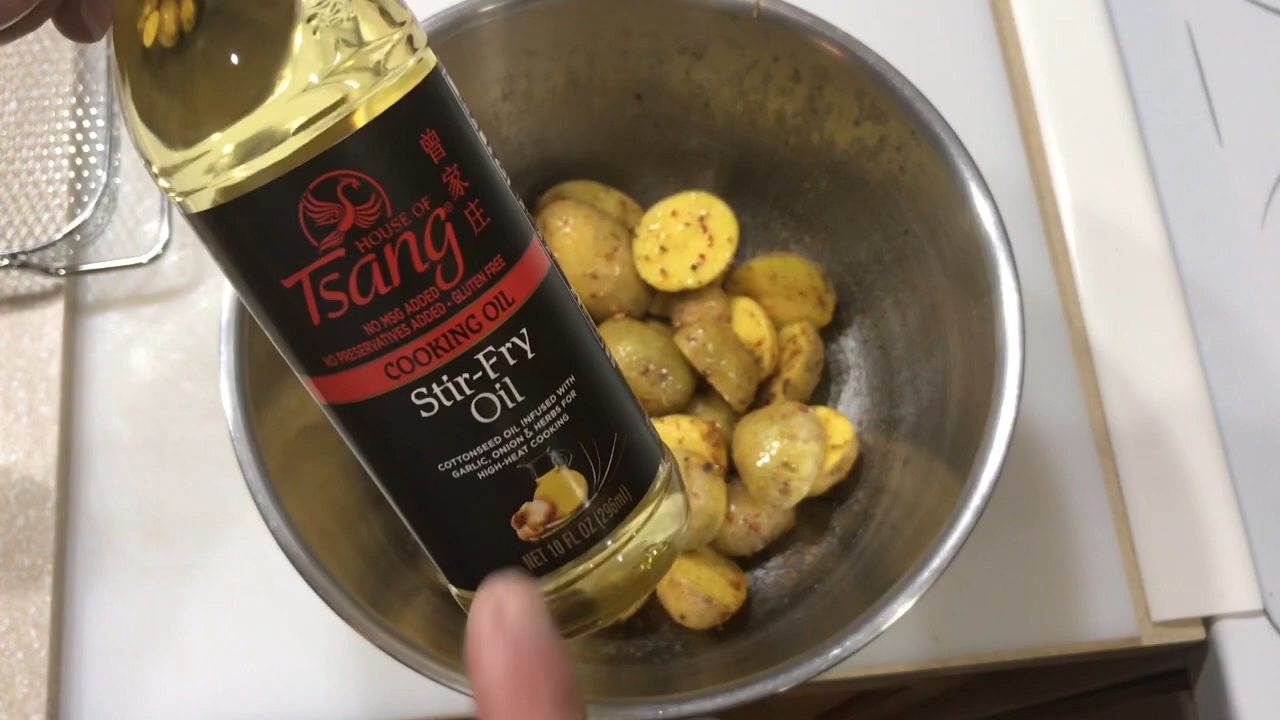 曾家庄
HOUSE OF
Tsang®
NO MSG ADDED
NO PRESERVATIVES ADDED - GLUTEN FREE
COOKING OIL
Stir-Fry
Oil
COTTONSEED OIL INFUSED WITH
GARLIC, ONION & HERBS FOR
HIGH-HEAT COOKING
NET 10 FL OZ (296ml)